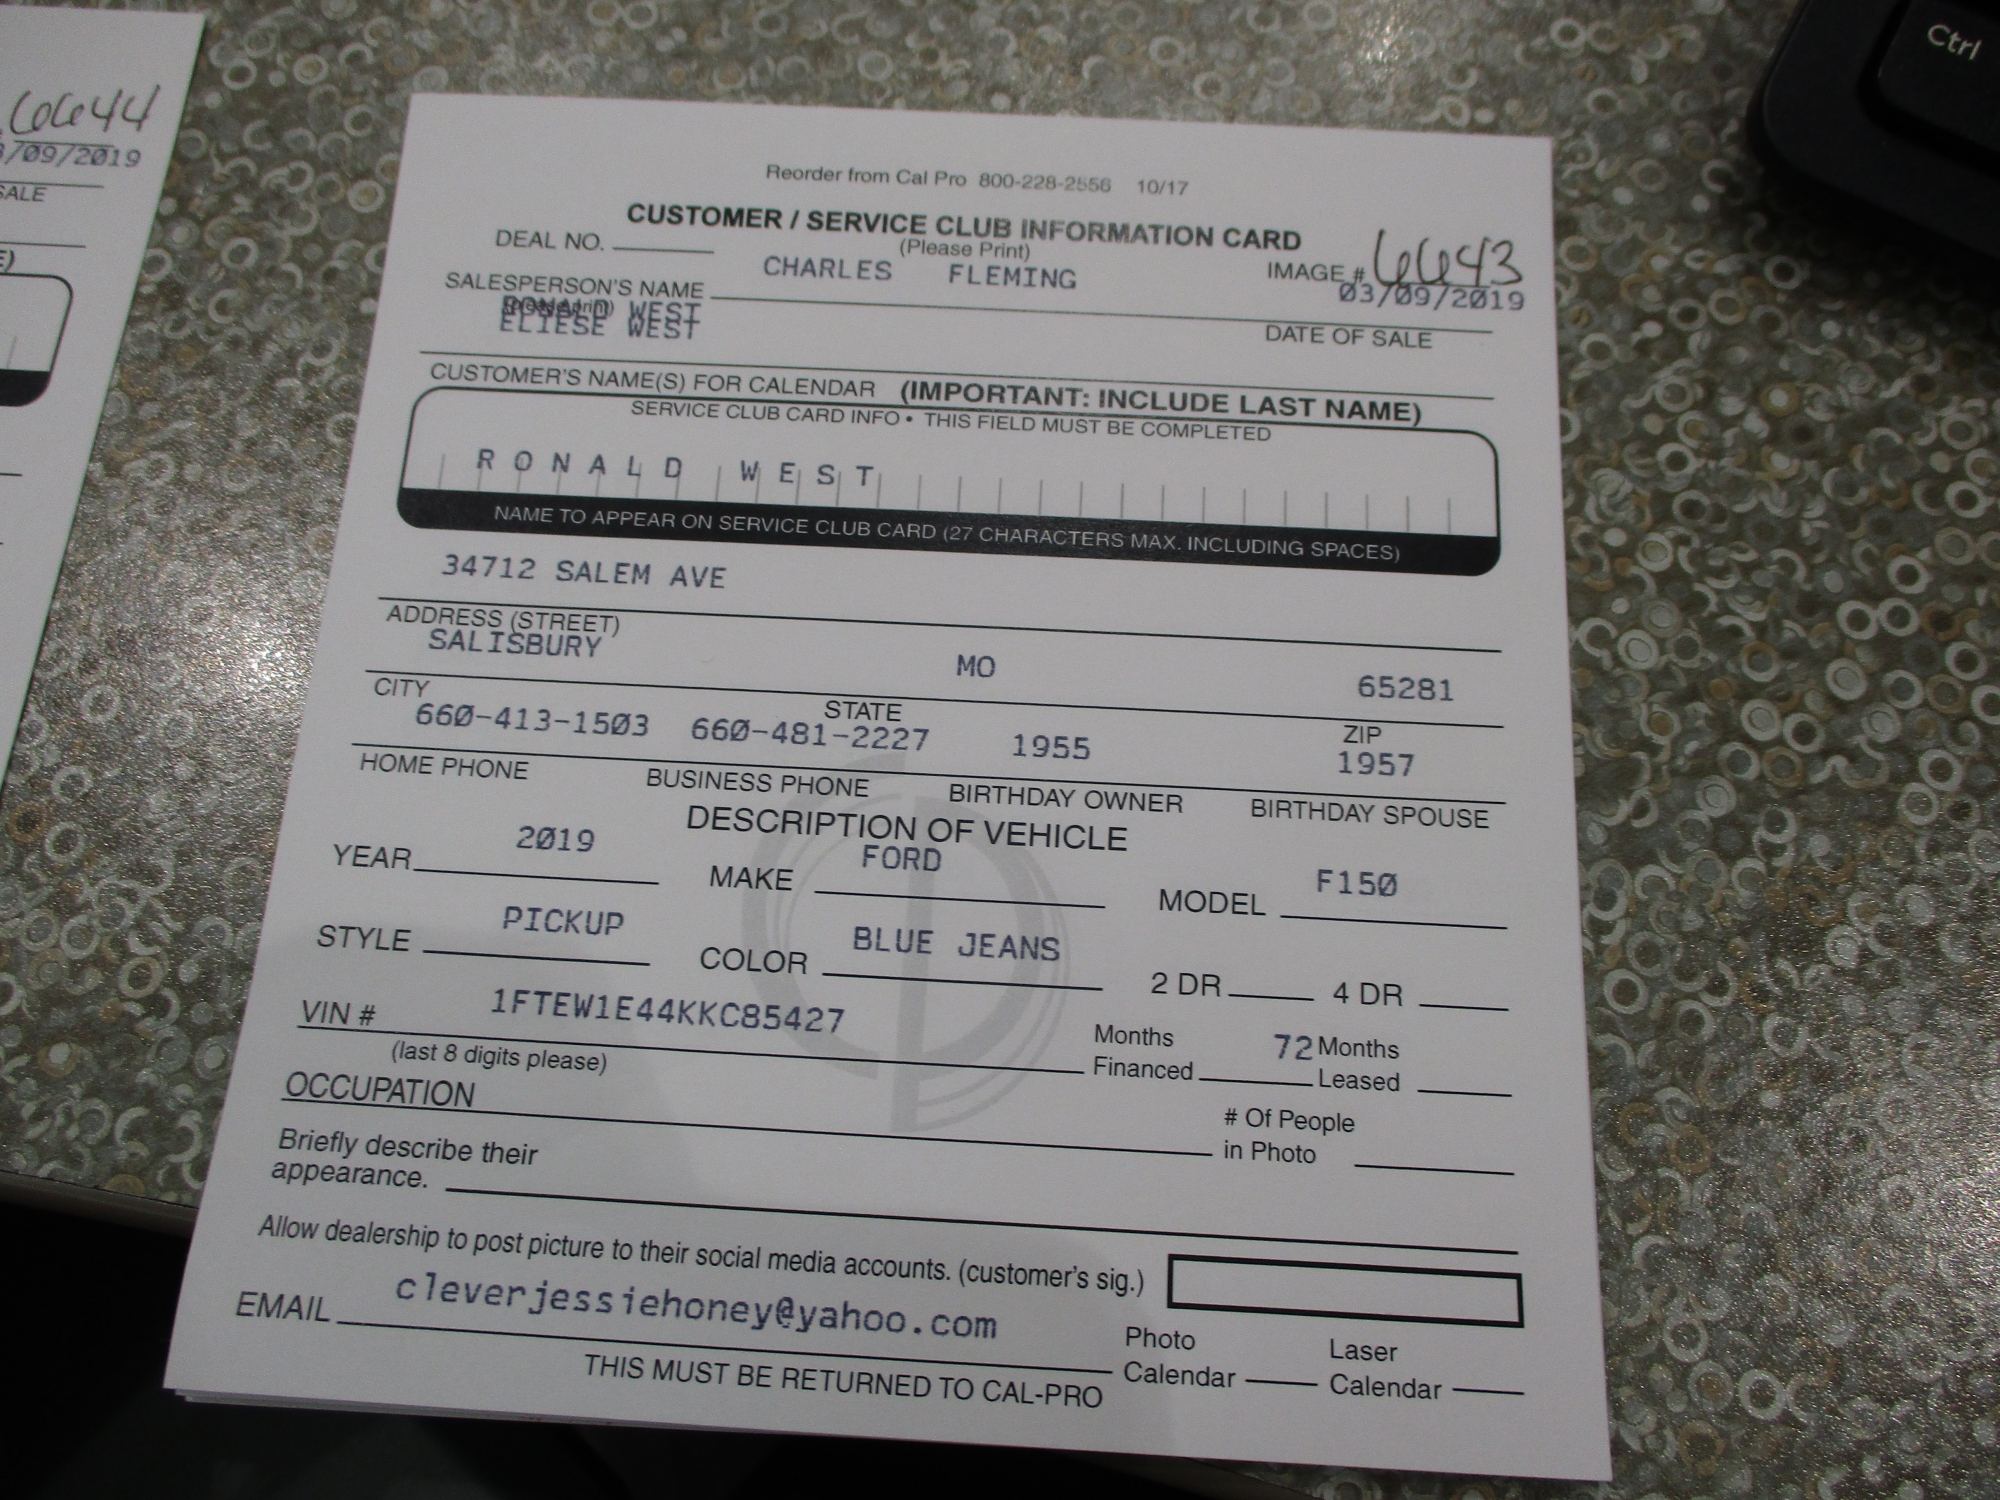 6644
/09/2019
SALE
E)
Ctrl
Reorder from Cal Pro 800-228-2556 10/17
CUSTOMER / SERVICE CLUB INFORMATION CARD
(Please Print)
DEAL NO.
IMAGE # 6643
SALESPERSON'S NAME CHARLES FLEMING 03/09/2019
(please print)
DATE OF SALE
RONALD WEST
ELIESE WEST
CUSTOMER'S NAME(S) FOR CALENDAR (IMPORTANT: INCLUDE LAST NAME)
SERVICE CLUB CARD INFO • THIS FIELD MUST BE COMPLETED
RONALD WEST
NAME TO APPEAR ON SERVICE CLUB CARD (27 CHARACTERS MAX. INCLUDING SPACES)
34712 SALEM AVE
ADDRESS (STREET)
SALISBURY MO 65281
CITY STATE ZIP
660-413-1503 660-481-2227 1955 1957
HOME PHONE BUSINESS PHONE BIRTHDAY OWNER BIRTHDAY SPOUSE
DESCRIPTION OF VEHICLE
YEAR 2019 MAKE FORD MODEL F150
STYLE PICKUP COLOR BLUE JEANS 2 DR 4 DR
VIN # 1FTEW1E44KKC85427 Months Financed 72 Months Leased
(last 8 digits please)
OCCUPATION # Of People in Photo
Briefly describe their
appearance.
Allow dealership to post picture to their social media accounts. (customer's sig.)
EMAIL cleverjessiehoney@yahoo.com Photo Calendar Laser Calendar
THIS MUST BE RETURNED TO CAL-PRO